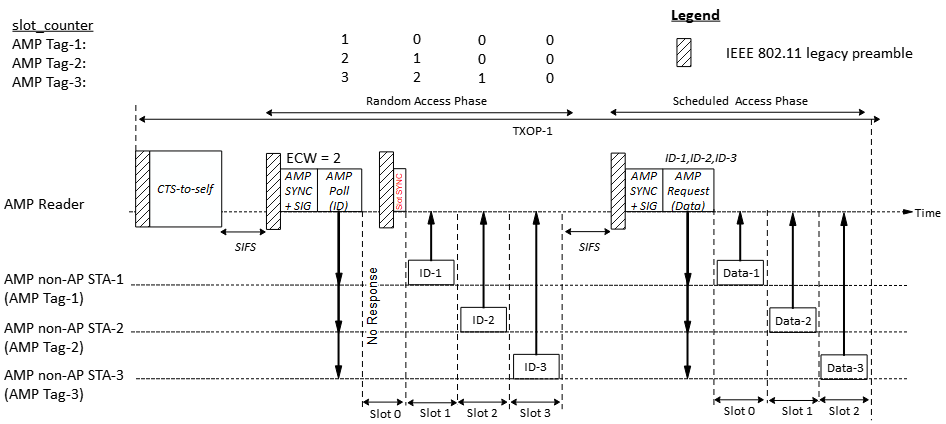 slot_counter
AMP Tag-1: 1 0 0 0
AMP Tag-2: 2 1 0 0
AMP Tag-3: 3 2 1 0
Legend
IEEE 802.11 legacy preamble
Random Access Phase
Scheduled Access Phase
TXOP-1
ECW = 2
ID-1,ID-2,ID-3
CTS-to-self
AMP
SYNC
+ SIG
AMP
Poll
(ID)
Slot SYNC
AMP
SYNC
+ SIG
AMP
Request
(Data)
AMP Reader
Time
SIFS
SIFS
No Response
AMP non-AP STA-1
(AMP Tag-1)
ID-1
Data-1
AMP non-AP STA-2
(AMP Tag-2)
ID-2
Data-2
AMP non-AP STA-3
(AMP Tag-3)
ID-3
Data-3
Slot 0 Slot 1 Slot 2 Slot 3
Slot 0 Slot 1 Slot 2